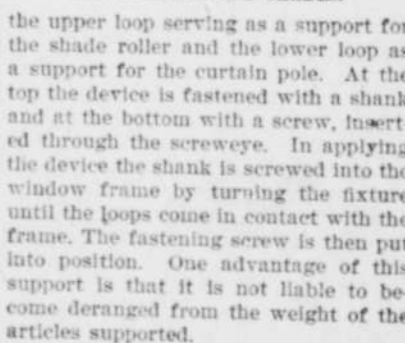 the upper loop serving as a support for
the shade roller and the lower loop as
a support for the curtain pole. At the
top the device is fastened with a shank
and at the bottom with a screw, insert-
ed through the screweye. In applying
the device the shank is screwed into the
window frame by turning the fixture
until the loops come in contact with the
frame. The fastening screw is then put
into position. One advantage of this
support is that it is not liable to be-
come deranged from the weight of the
articles supported.